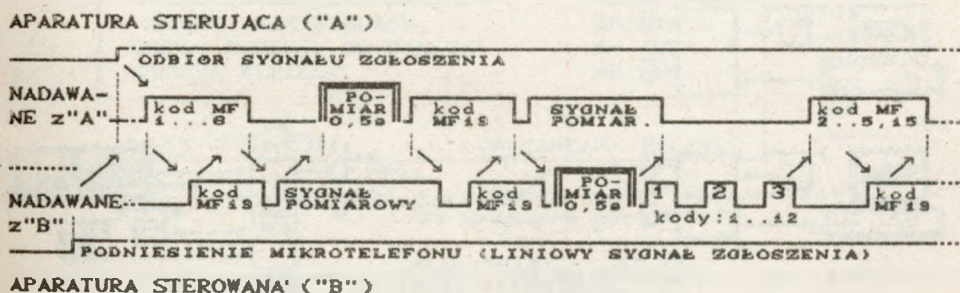 APARATURA STERUJĄCA ("A")
ODBIÓR SYGNAŁU ZGŁOSZENIA
NADAWA-
NE z"A"
kod MF
1...6
PO-
MIAR
0,5s
kod
MF15
SYGNAŁ
POMIAR.
kod MF
2..5,15
NADAWANE
z"B"
kod
MF15
SYGNAŁ
POMIAROWY
kod
MF15
PO-
MIAR
0,5s
1 2 3
kody:1..12
kod
MF15
PODNIESIENIE MIKROTELEFONU (LINIOWY SYGNAŁ ZGŁOSZENIA)
APARATURA STEROWANA ("B")